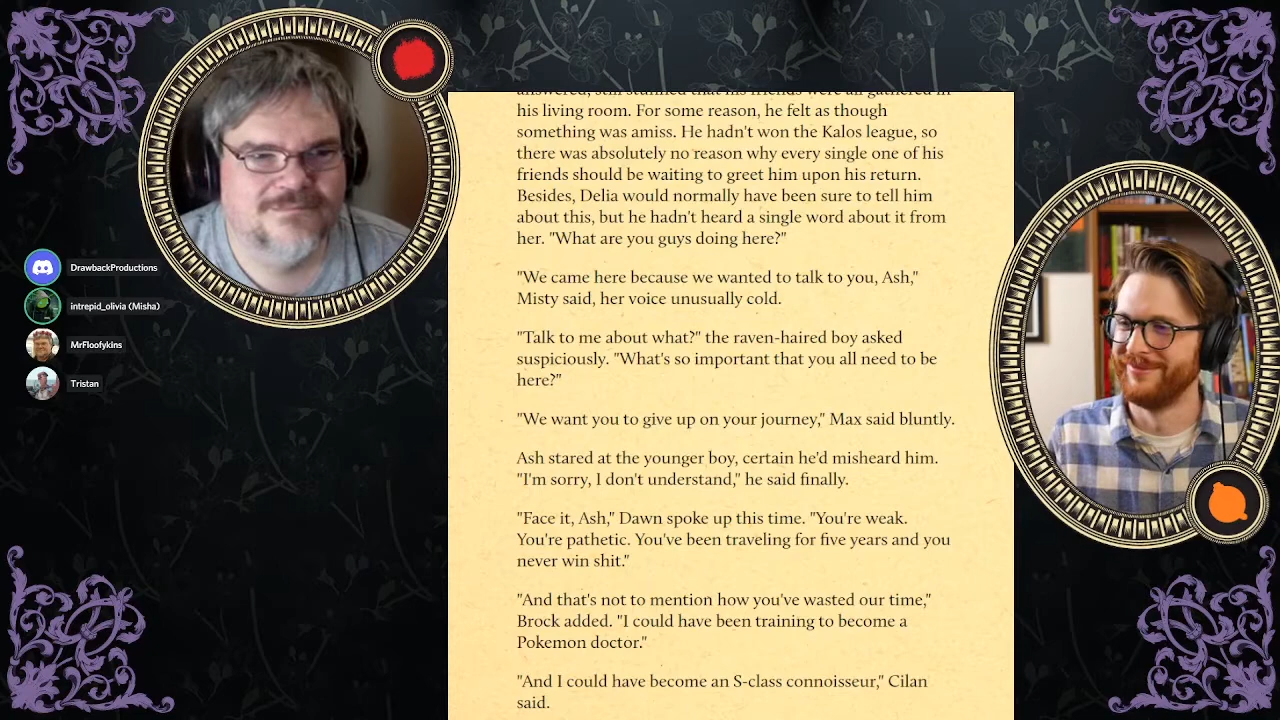 DrawbackProductions
intrepid_olivia (Misha)
MrFloofykins
Tristan
answered, still stunned that his friends were all gathered in
his living room. For some reason, he felt as though
something was amiss. He hadn't won the Kalos league, so
there was absolutely no reason why every single one of his
friends should be waiting to greet him upon his return.
Besides, Delia would normally have been sure to tell him
about this, but he hadn't heard a single word about it from
her. "What are you guys doing here?"
"We came here because we wanted to talk to you, Ash,"
Misty said, her voice unusually cold.
"Talk to me about what?" the raven-haired boy asked
suspiciously. "What's so important that you all need to be
here?"
"We want you to give up on your journey," Max said bluntly.
Ash stared at the younger boy, certain he'd misheard him.
"I'm sorry, I don't understand," he said finally.
"Face it, Ash," Dawn spoke up this time. "You're weak.
You're pathetic. You've been traveling for five years and you
never win shit."
"And that's not to mention how you've wasted our time,"
Brock added. "I could have been training to become a
Pokemon doctor."
"And I could have become an S-class connoisseur," Cilan
said.